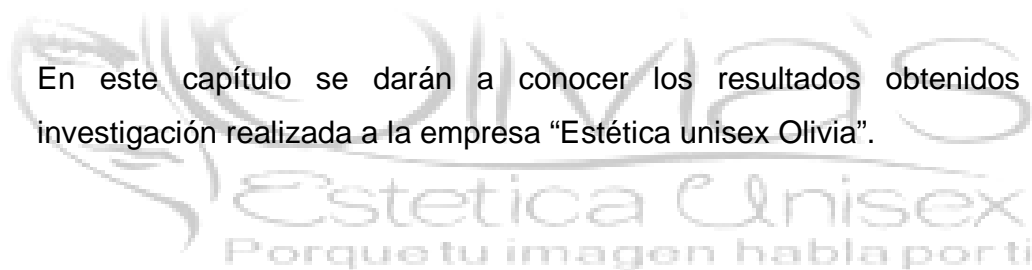 Olivia's
En este capítulo se darán a conocer los resultados obtenidos
investigación realizada a la empresa “Estética unisex Olivia”.
Estetica Unisex
Porque tu imagen habla por ti